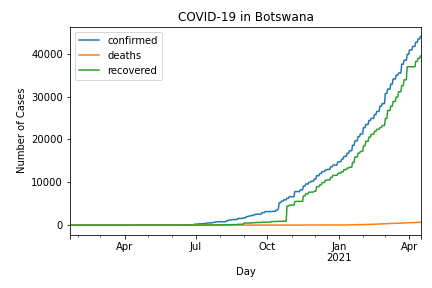 COVID-19 in Botswana
confirmed
deaths
recovered
Number of Cases
40000
30000
20000
10000
0
Apr Jul Oct Jan Apr
2021
Day